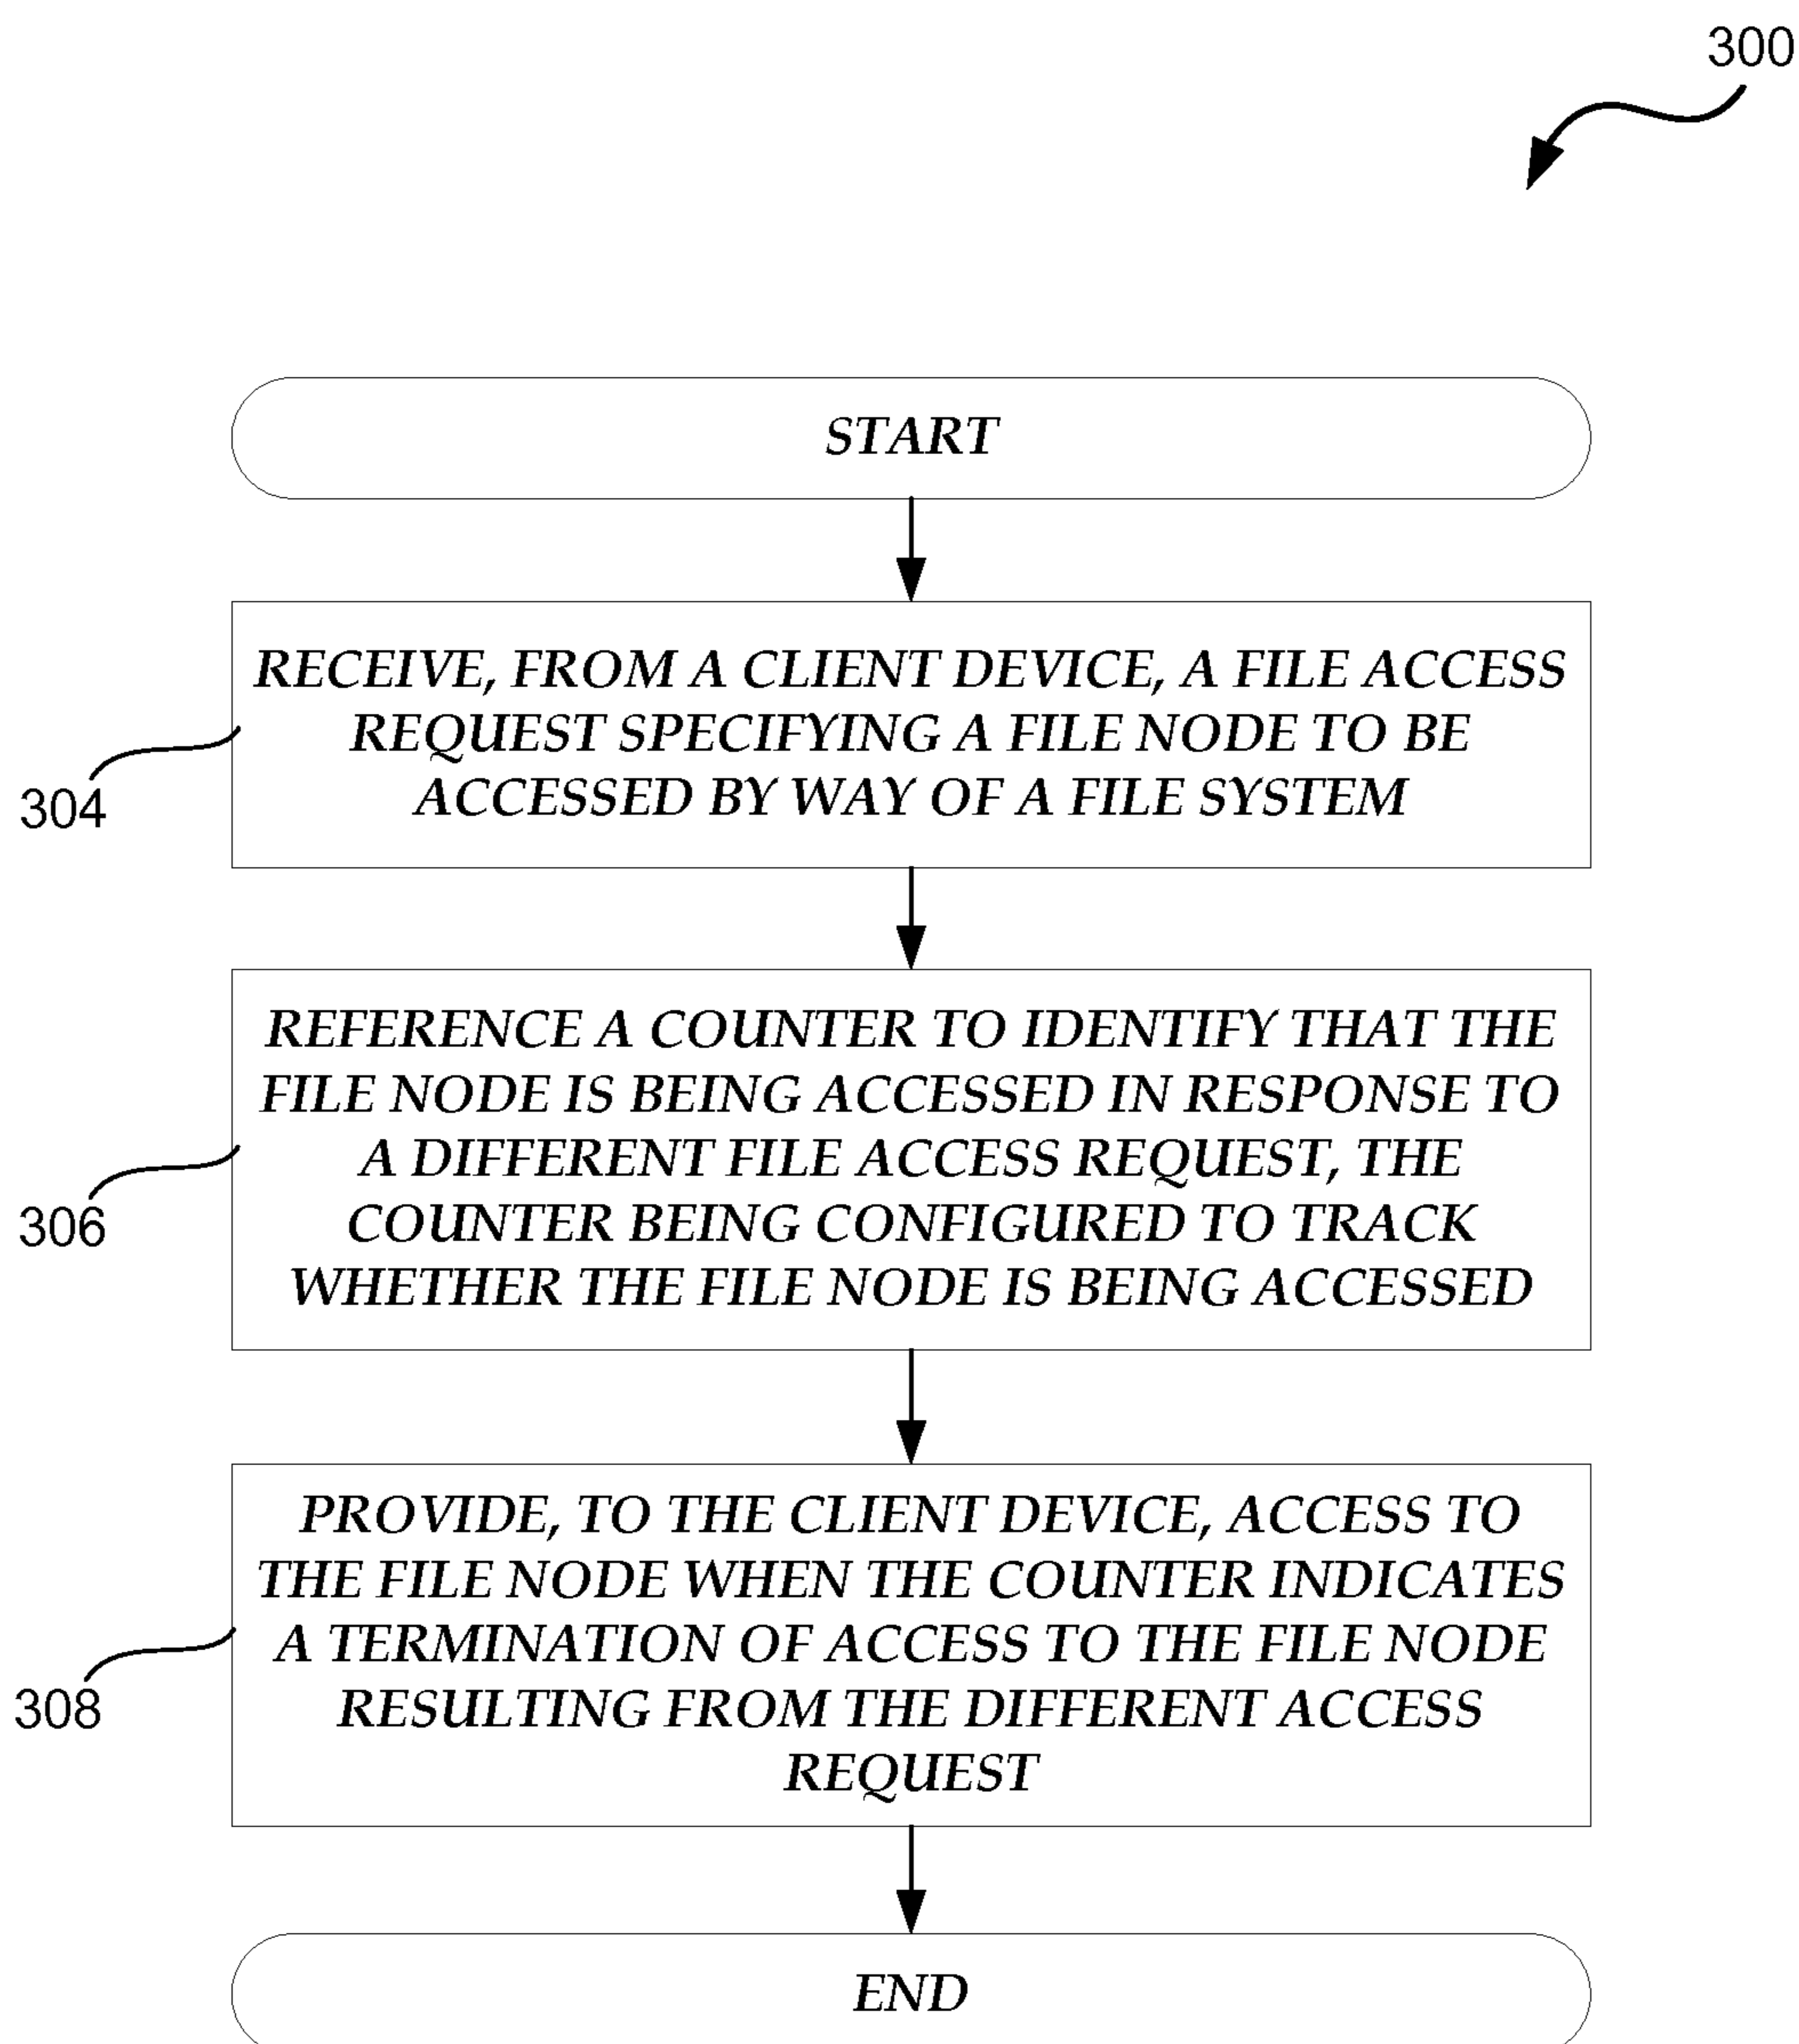 300
START
RECEIVE, FROM A CLIENT DEVICE, A FILE ACCESS
REQUEST SPECIFYING A FILE NODE TO BE
ACCESSED BY WAY OF A FILE SYSTEM
304
REFERENCE A COUNTER TO IDENTIFY THAT THE
FILE NODE IS BEING ACCESSED IN RESPONSE TO
A DIFFERENT FILE ACCESS REQUEST, THE
COUNTER BEING CONFIGURED TO TRACK
WHETHER THE FILE NODE IS BEING ACCESSED
306
PROVIDE, TO THE CLIENT DEVICE, ACCESS TO
THE FILE NODE WHEN THE COUNTER INDICATES
A TERMINATION OF ACCESS TO THE FILE NODE
RESULTING FROM THE DIFFERENT ACCESS
REQUEST
308
END